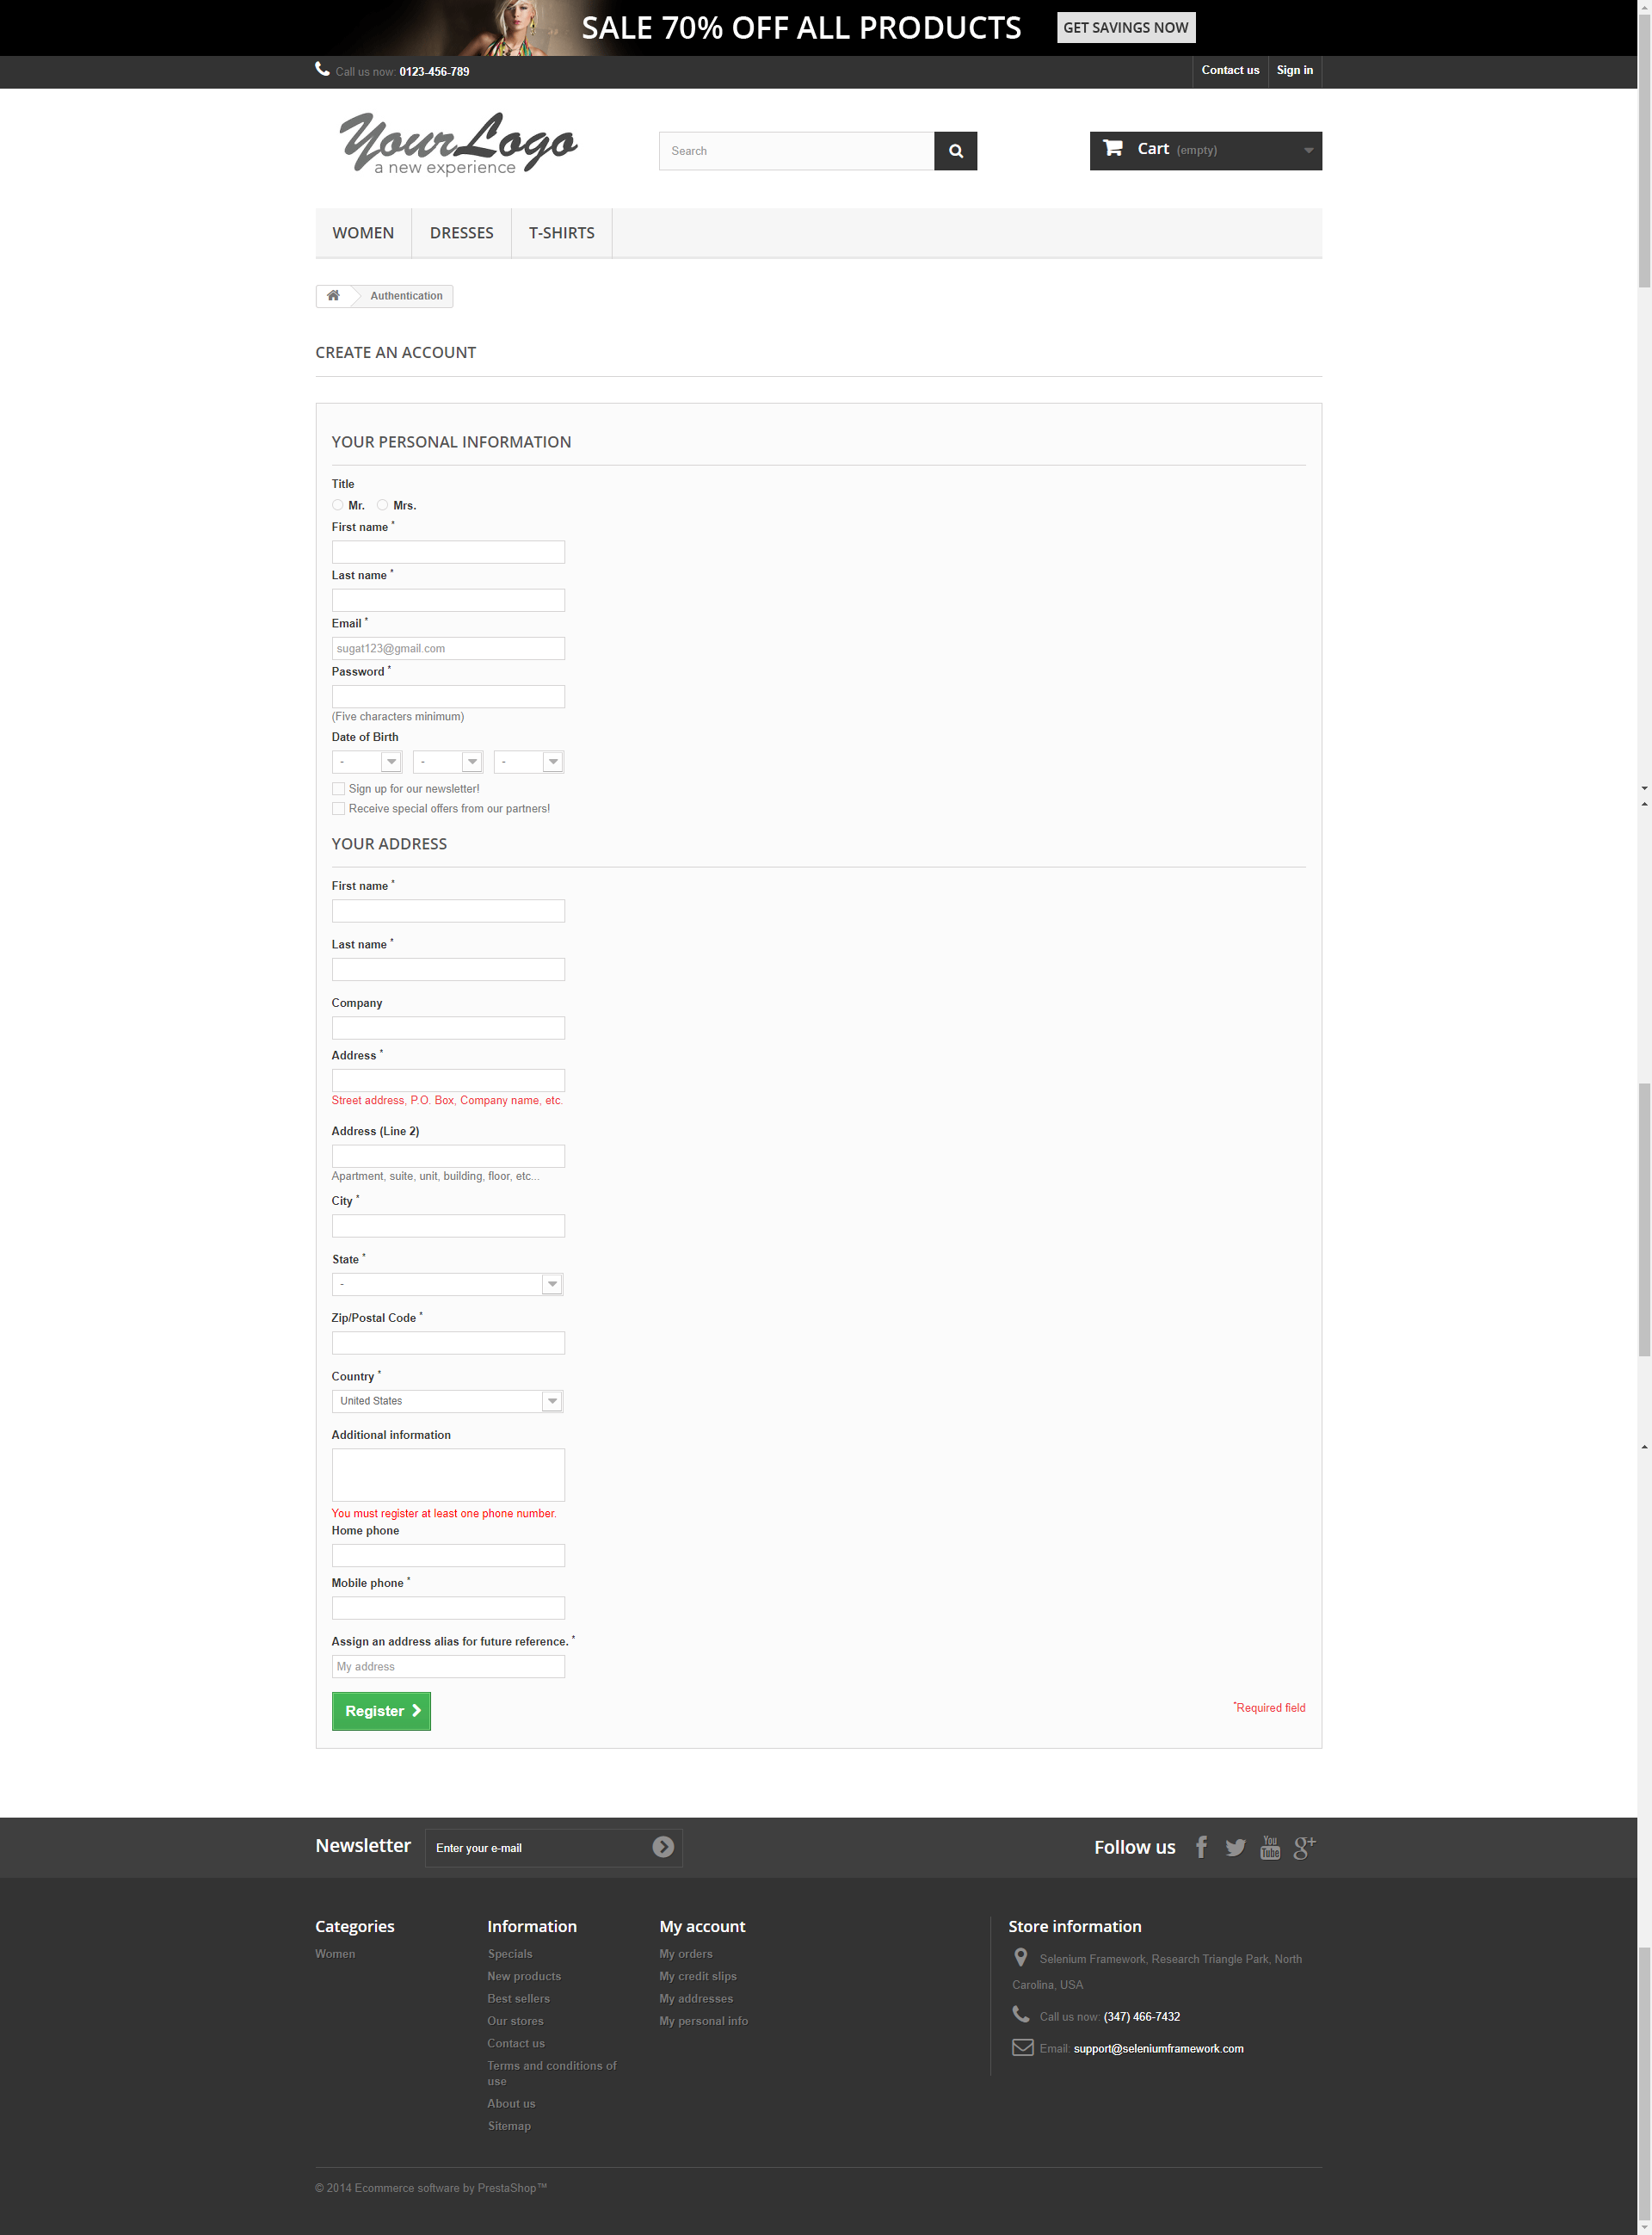 SALE 70% OFF ALL PRODUCTS GET SAVINGS NOW
Call us now: 0123-456-789 Contact us Sign in
YourLogo
a new experience
Search
Cart (empty)
WOMEN DRESSES T-SHIRTS
Authentication
CREATE AN ACCOUNT
YOUR PERSONAL INFORMATION
Title
Mr. Mrs.
First name *
Last name *
Email *
sugat123@gmail.com
Password *
(Five characters minimum)
Date of Birth
- - -
Sign up for our newsletter!
Receive special offers from our partners!
YOUR ADDRESS
First name *
Last name *
Company
Address *
Street address, P.O. Box, Company name, etc.
Address (Line 2)
Apartment, suite, unit, building, floor, etc...
City *
State *
-
Zip/Postal Code *
Country *
United States
Additional information
You must register at least one phone number.
Home phone
Mobile phone *
Assign an address alias for future reference. *
My address
Register
*Required field
Newsletter Enter your e-mail Follow us
You
Tube
Categories
Women
Information
Specials
New products
Best sellers
Our stores
Contact us
Terms and conditions of
use
About us
Sitemap
My account
My orders
My credit slips
My addresses
My personal info
Store information
Selenium Framework, Research Triangle Park, North
Carolina, USA
Call us now: (347) 466-7432
Email: support@seleniumframework.com
© 2014 Ecommerce software by PrestaShop™